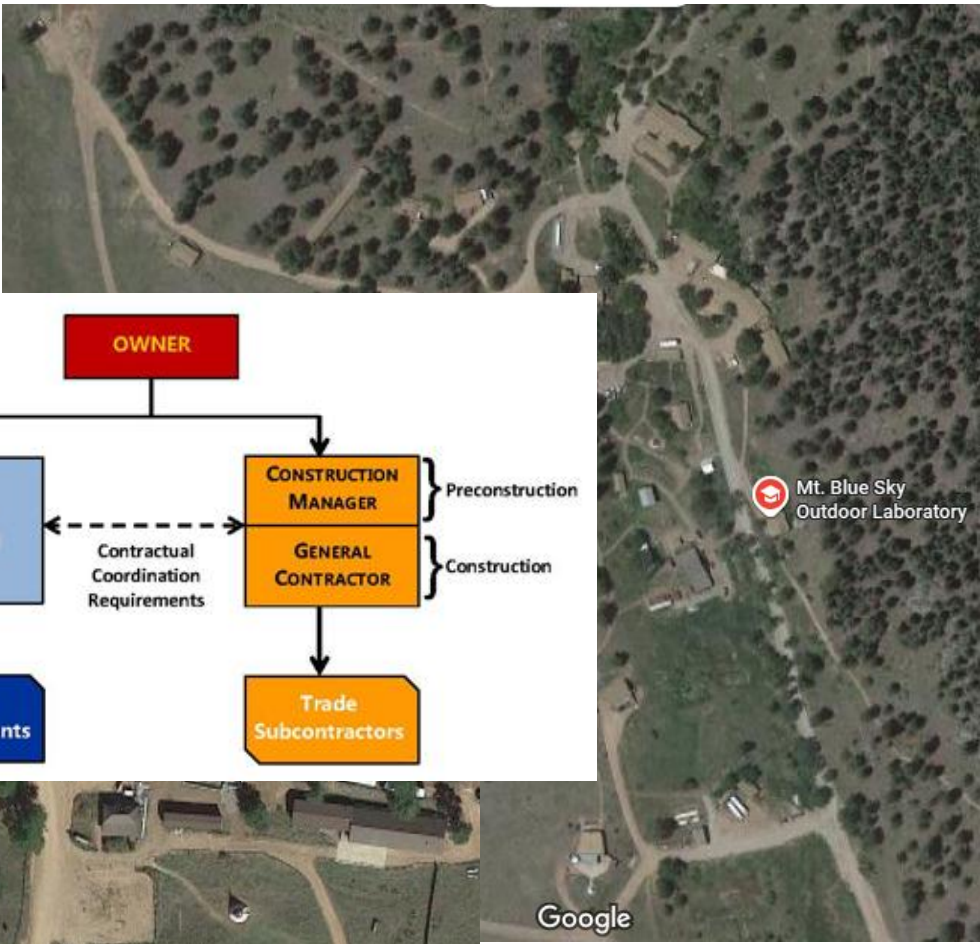 OWNER
CONSTRUCTION
MANAGER
Preconstruction
Contractual
Coordination
Requirements
GENERAL
CONTRACTOR
Construction
Trade
Subcontractors
nts
Mt. Blue Sky
Outdoor Laboratory
Google